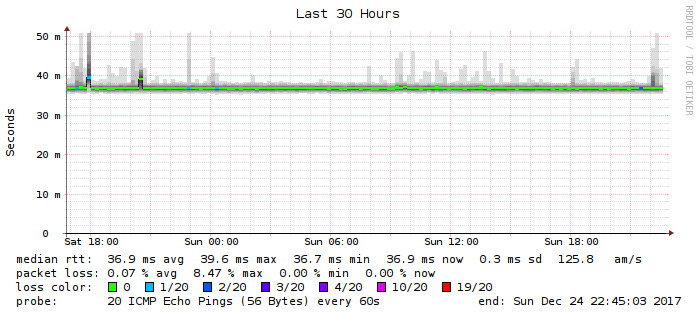 Last 30 Hours
RRDTOOL / TOBI OETIKER
Seconds
50 m
40 m
30 m
20 m
10 m
0
Sat 18:00 Sun 00:00 Sun 06:00 Sun 12:00 Sun 18:00
median rtt: 36.9 ms avg 39.6 ms max 36.7 ms min 36.9 ms now 0.3 ms sd 125.8 am/s
packet loss: 0.07 % avg 8.47 % max 0.00 % min 0.00 % now
loss color: 0 1/20 2/20 3/20 4/20 10/20 19/20
probe: 20 ICMP Echo Pings (56 Bytes) every 60s end: Sun Dec 24 22:45:03 2017